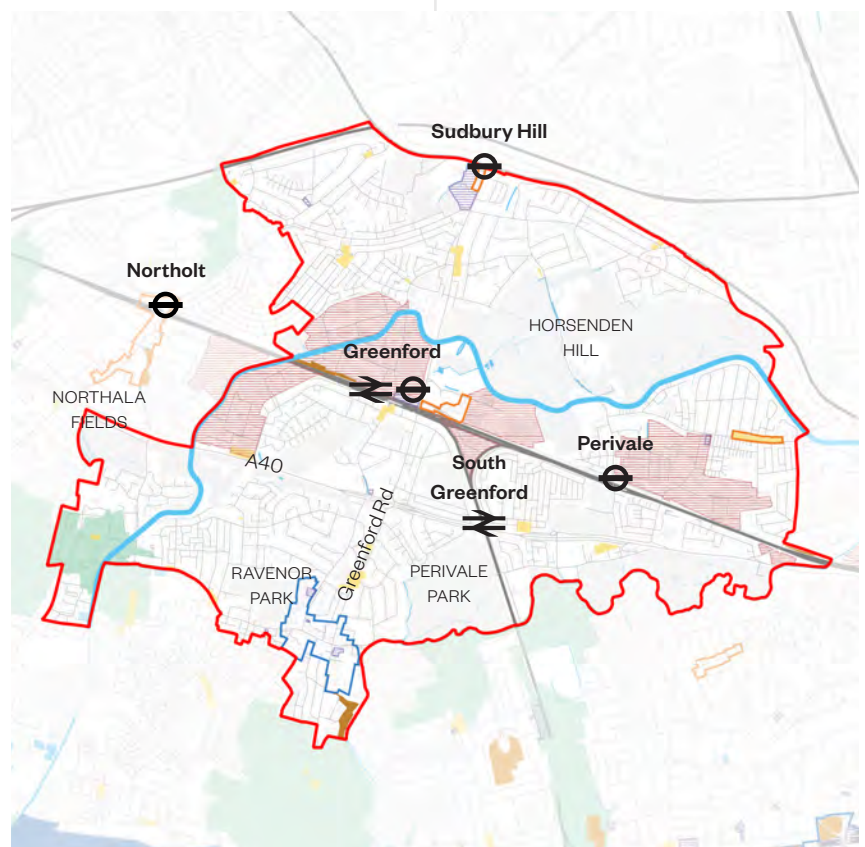 Sudbury Hill
Northolt
HORSENDEN
HILL
Greenford
NORTHALA
FIELDS
Perivale
A40
South
Greenford
Greenford Rd
RAVENOR
PARK
PERIVALE
PARK